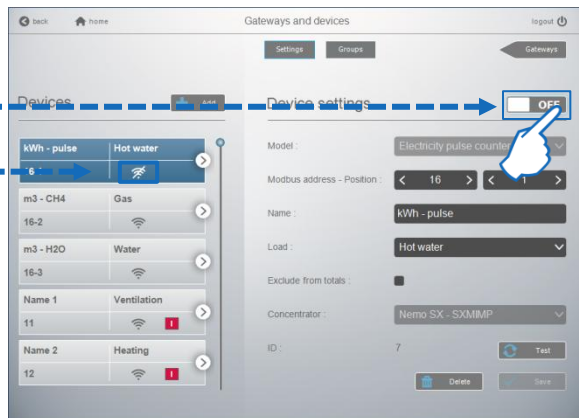 back home Gateways and devices logout
Settings Groups Gateways
Devices Add Device settings OFF
kWh - pulse Hot water
m3 - CH4 Gas
16-2
m3 - H2O Water
16-3
Name 1 Ventilation
11 I
Name 2 Heating
12 I
Model : Electricity pulse counter
Modbus address - Position : < 16 > < 1 >
Name : kWh - pulse
Load : Hot water
Exclude from totals :
Concentrator : Nemo SX - SXMIMP
ID : 7 Test
Delete Save